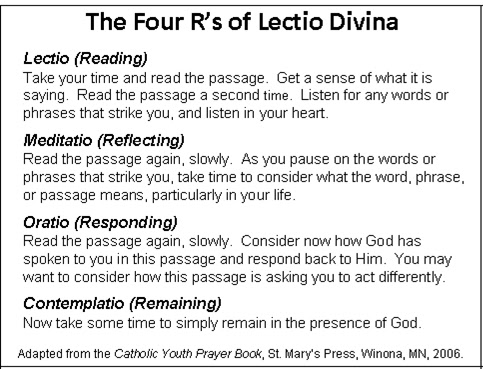 The Four R's of Lectio Divina
Lectio (Reading)
Take your time and read the passage.  Get a sense of what it is
saying.  Read the passage a second time.  Listen for any words or
phrases that strike you, and listen in your heart.
Meditatio (Reflecting)
Read the passage again, slowly.  As you pause on the words or
phrases that strike you, take time to consider what the word, phrase,
or passage means, particularly in your life.
Oratio (Responding)
Read the passage again, slowly.  Consider now how God has
spoken to you in this passage and respond back to Him.  You may
want to consider how this passage is asking you to act differently.
Contemplatio (Remaining)
Now take some time to simply remain in the presence of God.
Adapted from the Catholic Youth Prayer Book, St. Mary's Press, Winona, MN, 2006.